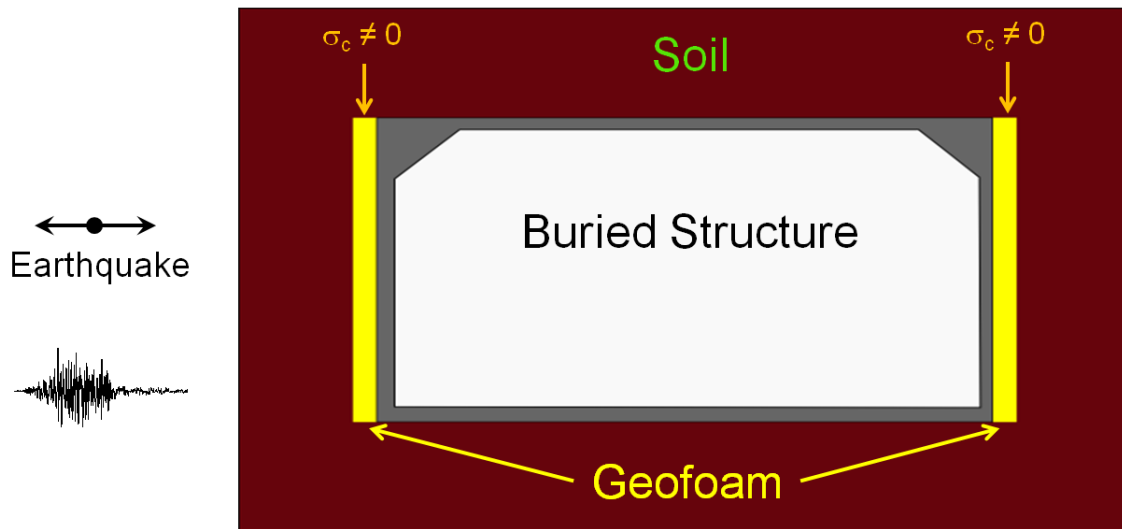 σc ≠ 0
σc ≠ 0
Soil
Buried Structure
Earthquake
Geofoam